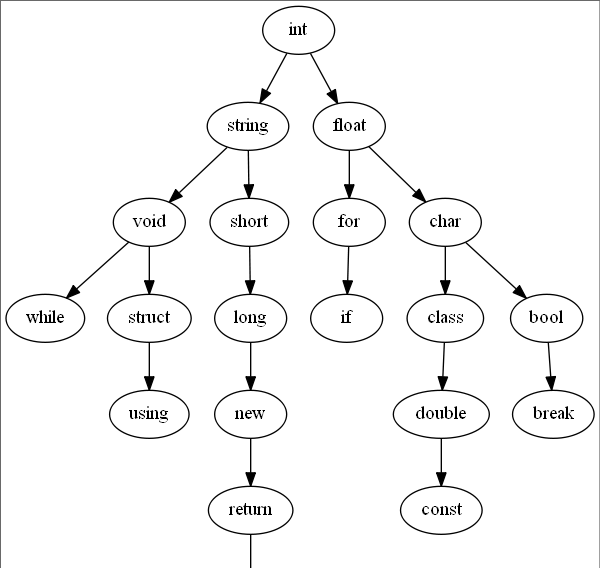 int
string
float
void
short
for
char
while
struct
long
if
class
bool
using
new
double
break
return
const